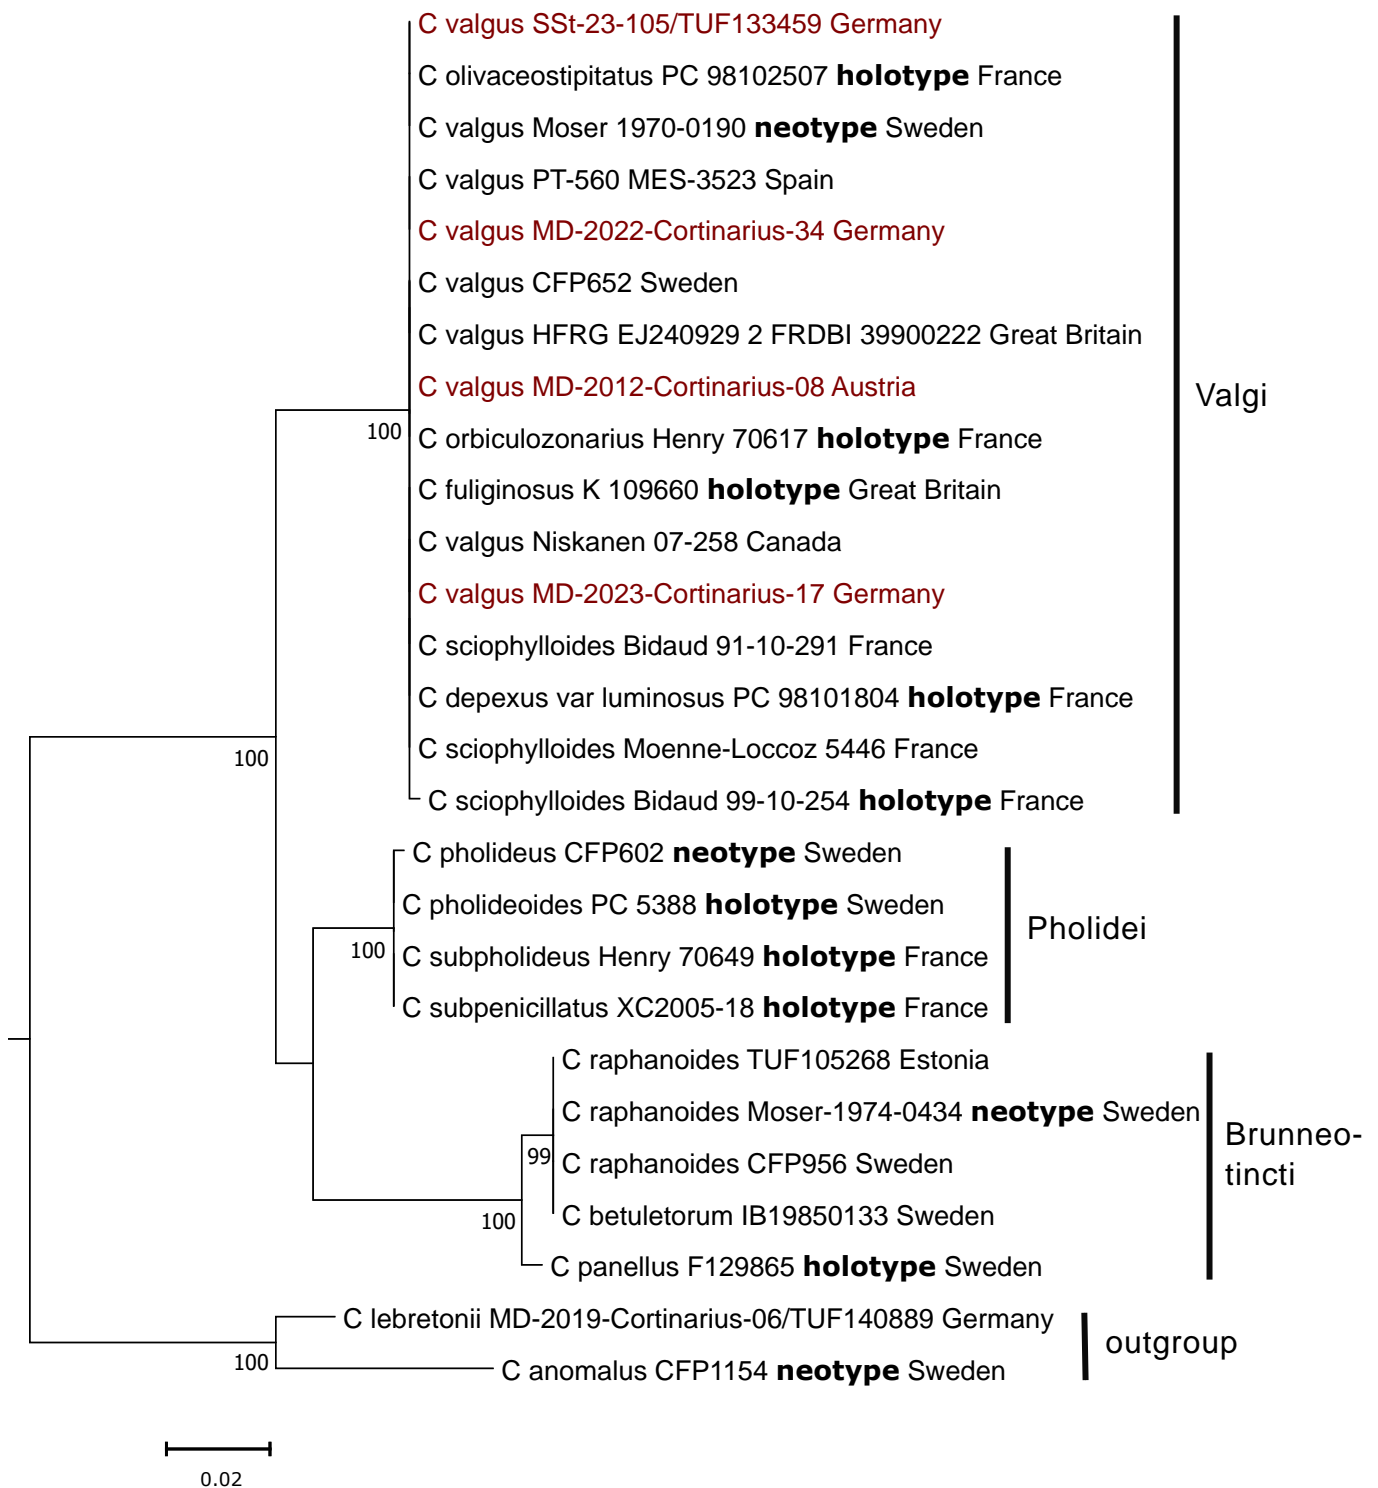 C valgus SSt-23-105/TUF133459 Germany
C olivaceostipitatus PC 98102507 holotype France
C valgus Moser 1970-0190 neotype Sweden
C valgus PT-560 MES-3523 Spain
C valgus MD-2022-Cortinarius-34 Germany
C valgus CFP652 Sweden
C valgus HFRG EJ240929 2 FRDBI 39900222 Great Britain
C valgus MD-2012-Cortinarius-08 Austria
Valgi
100
C orbiculozonarius Henry 70617 holotype France
C fuliginosus K 109660 holotype Great Britain
C valgus Niskanen 07-258 Canada
C valgus MD-2023-Cortinarius-17 Germany
C sciophylloides Bidaud 91-10-291 France
C depexus var luminosus PC 98101804 holotype France
C sciophylloides Moenne-Loccoz 5446 France
100
C sciophylloides Bidaud 99-10-254 holotype France
C pholideus CFP602 neotype Sweden
C pholideoides PC 5388 holotype Sweden
Pholidei
100
C subpholideus Henry 70649 holotype France
C subpenicillatus XC2005-18 holotype France
C raphanoides TUF105268 Estonia
C raphanoides Moser-1974-0434 neotype Sweden
Brunneo-
tincti
99
C raphanoides CFP956 Sweden
C betuletorum IB19850133 Sweden
100
C panellus F129865 holotype Sweden
C lebretonii MD-2019-Cortinarius-06/TUF140889 Germany
outgroup
100
C anomalus CFP1154 neotype Sweden
0.02